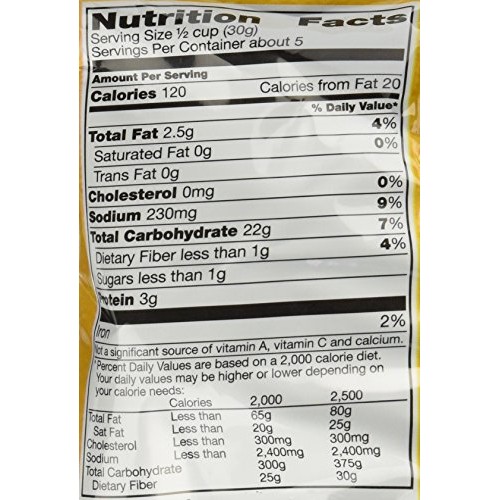 Nutrition Facts
Serving Size ½ cup (30g)
Servings Per Container about 5
Amount Per Serving
Calories 120 Calories from Fat 20
% Daily Value*
Total Fat 2.5g 4%
Saturated Fat 0g 0%
Trans Fat 0g
Cholesterol 0mg 0%
Sodium 230mg 9%
Total Carbohydrate 22g 7%
Dietary Fiber less than 1g 4%
Sugars less than 1g
Protein 3g
Iron 2%
Not a significant source of vitamin A, vitamin C and calcium.
*Percent Daily Values are based on a 2,000 calorie diet.
Your daily values may be higher or lower depending on
your calorie needs:
Calories 2,000 2,500
Total Fat Less than 65g 80g
Sat Fat Less than 20g 25g
Cholesterol Less than 300mg 300mg
Sodium Less than 2,400mg 2,400mg
Total Carbohydrate 300g 375g
Dietary Fiber 25g 30g